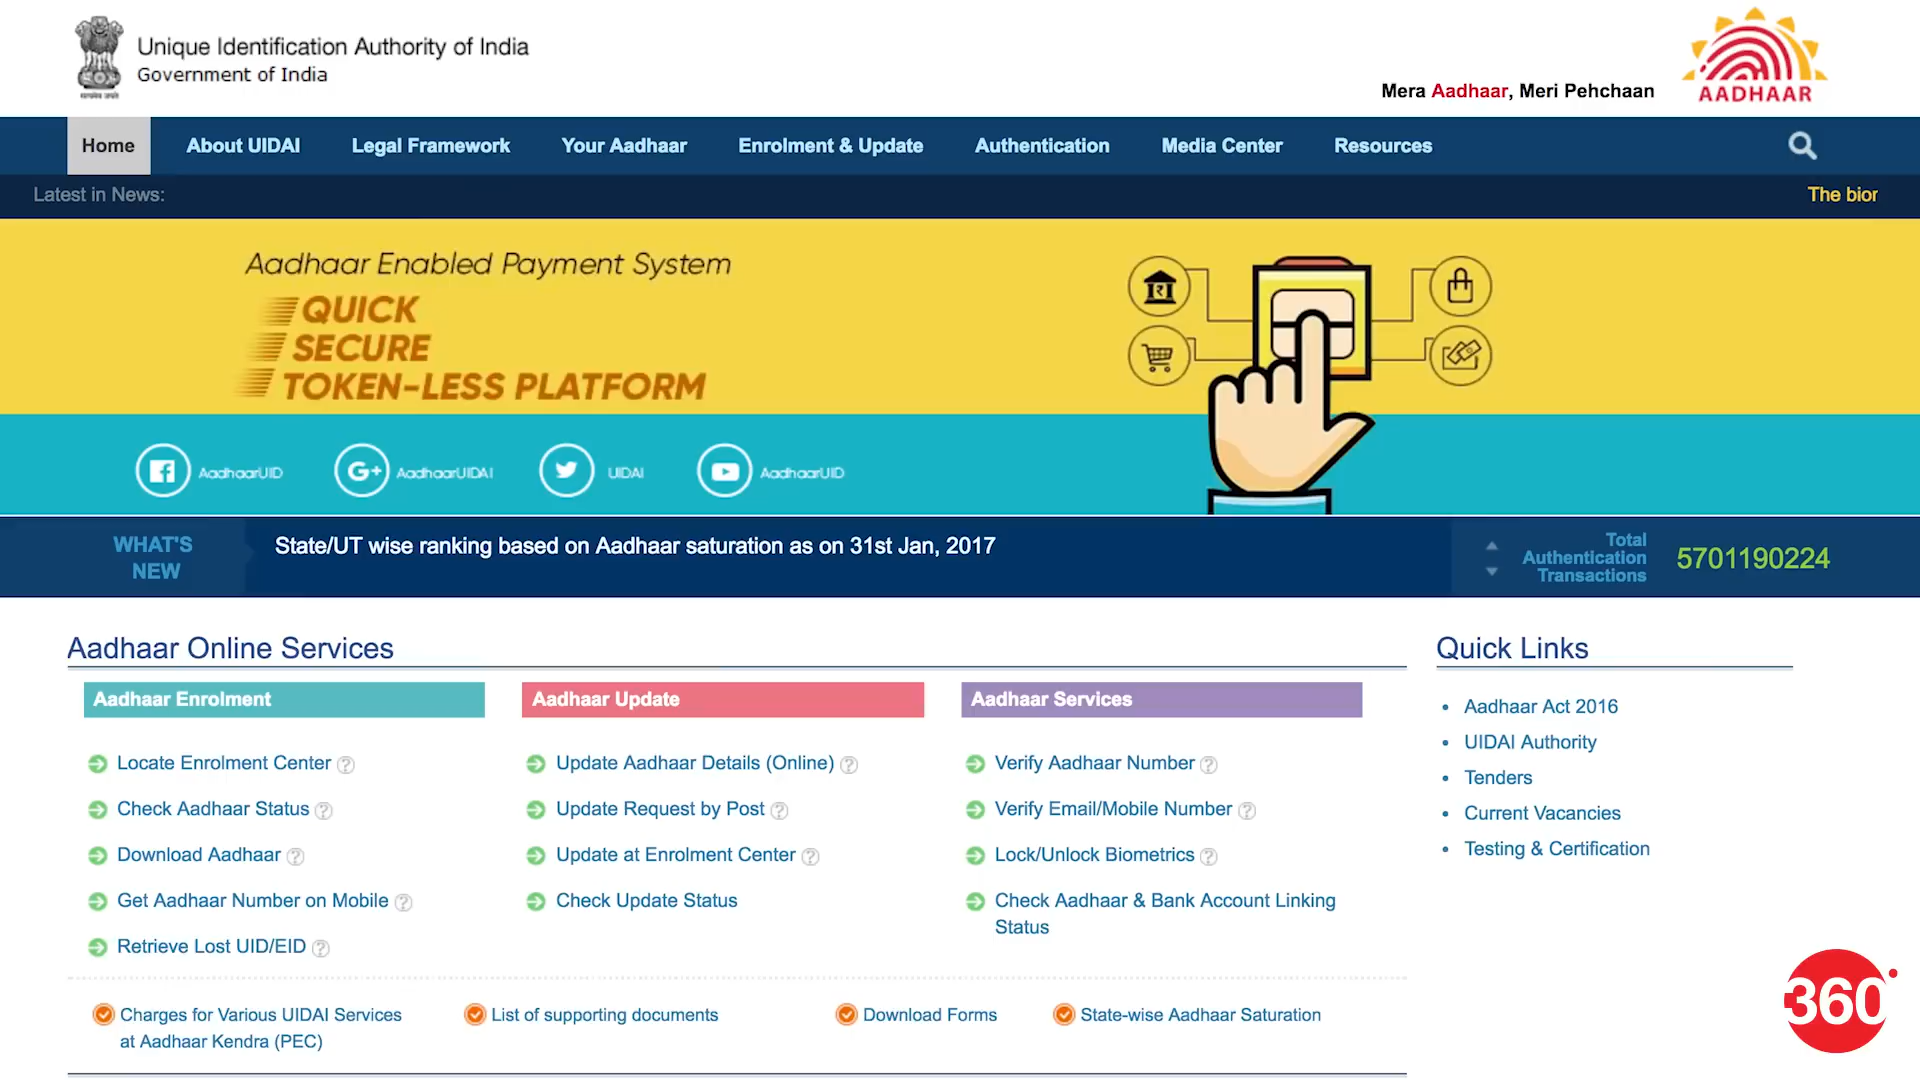 Unique Identification Authority of India
Government of India
Mera Aadhaar, Meri Pehchaan
AADHAAR
Home About UIDAI Legal Framework Your Aadhaar Enrolment & Update Authentication Media Center Resources
Latest in News:
The bior
Aadhaar Enabled Payment System
QUICK
SECURE
TOKEN-LESS PLATFORM
AadhaarUID G+ AadhaarUIDAI UIDAI AadhaarUID
WHAT'S
NEW
State/UT wise ranking based on Aadhaar saturation as on 31st Jan, 2017
Total
Authentication
Transactions
5701190224
Aadhaar Online Services
Aadhaar Enrolment
Locate Enrolment Center ?
Check Aadhaar Status ?
Download Aadhaar ?
Get Aadhaar Number on Mobile ?
Retrieve Lost UID/EID ?
Aadhaar Update
Update Aadhaar Details (Online) ?
Update Request by Post ?
Update at Enrolment Center ?
Check Update Status
Aadhaar Services
Verify Aadhaar Number ?
Verify Email/Mobile Number ?
Lock/Unlock Biometrics ?
Check Aadhaar & Bank Account Linking
Status
Charges for Various UIDAI Services
at Aadhaar Kendra (PEC)
List of supporting documents
Download Forms
State-wise Aadhaar Saturation
Quick Links
Aadhaar Act 2016
UIDAI Authority
Tenders
Current Vacancies
Testing & Certification
360°